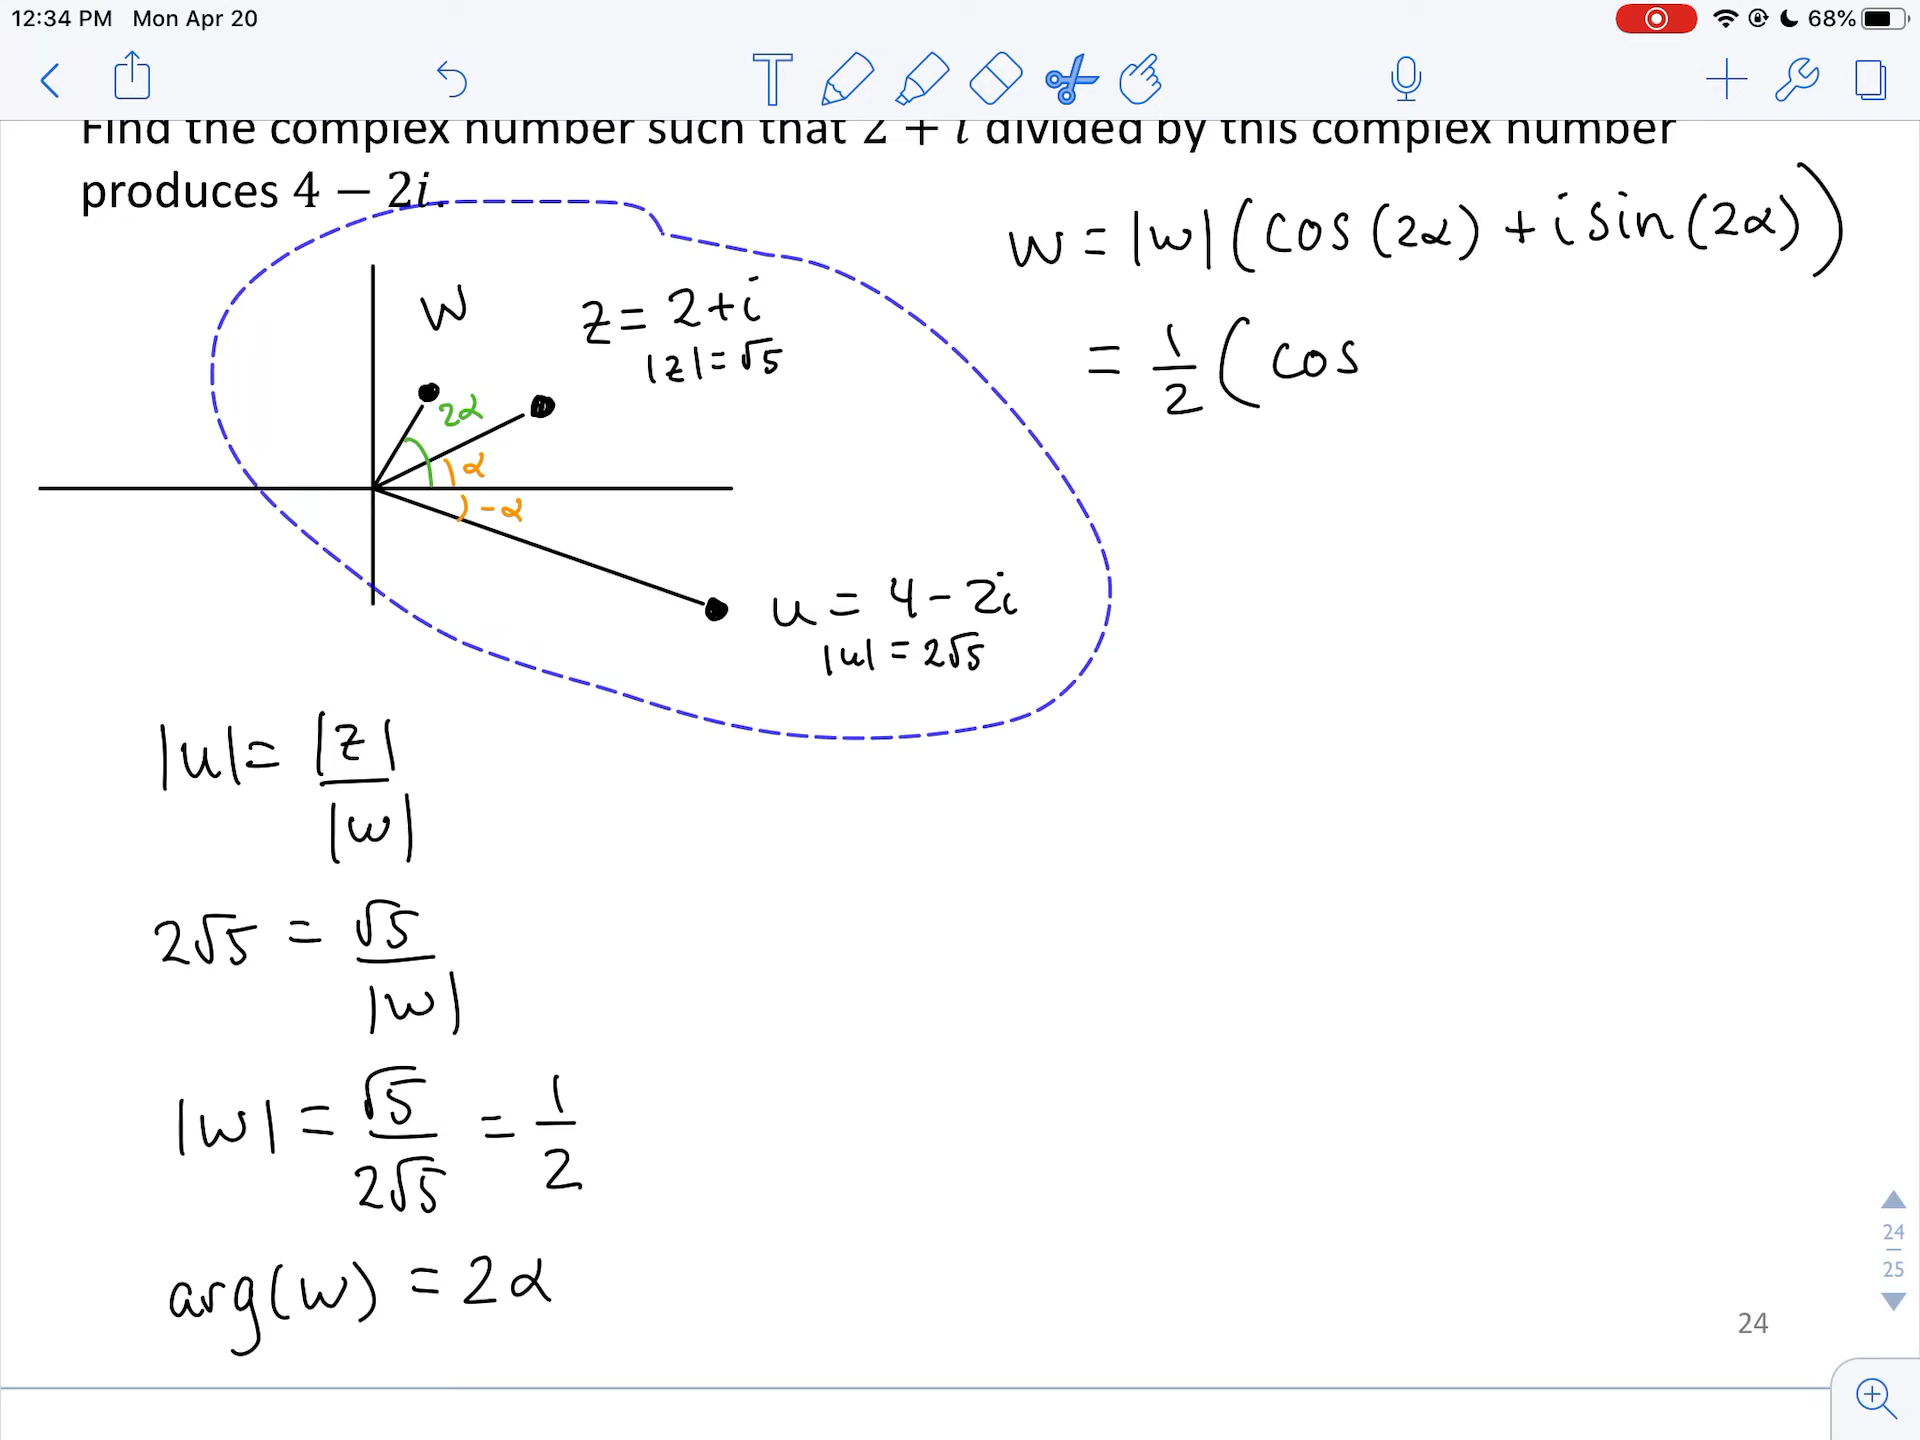 12:34 PM Mon Apr 20
68%
T
Find the complex number such that 2 + i divided by this complex number
produces 4 − 2i.
w = |w| (cos (2α) + i sin (2α))
= 1/2 ( cos
w
z = 2 + i
|z| = √5
2α
α
-α
u = 4 - 2i
|u| = 2√5
|u| = |z| / |w|
2√5 = √5 / |w|
|w| = √5 / 2√5 = 1/2
arg(w) = 2α
24
25
24